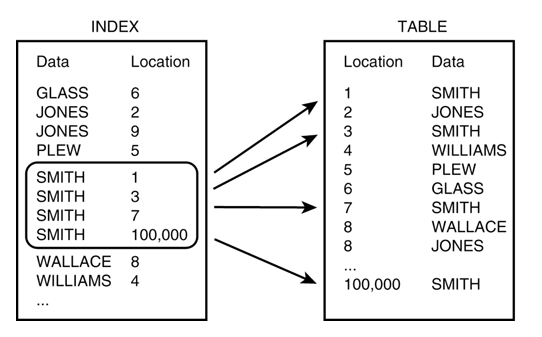 INDEX
Data Location
GLASS 6
JONES 2
JONES 9
PLEW 5
SMITH 1
SMITH 3
SMITH 7
SMITH 100,000
WALLACE 8
WILLIAMS 4
...
TABLE
Location Data
1 SMITH
2 JONES
3 SMITH
4 WILLIAMS
5 PLEW
6 GLASS
7 SMITH
8 WALLACE
8 JONES
...
100,000 SMITH